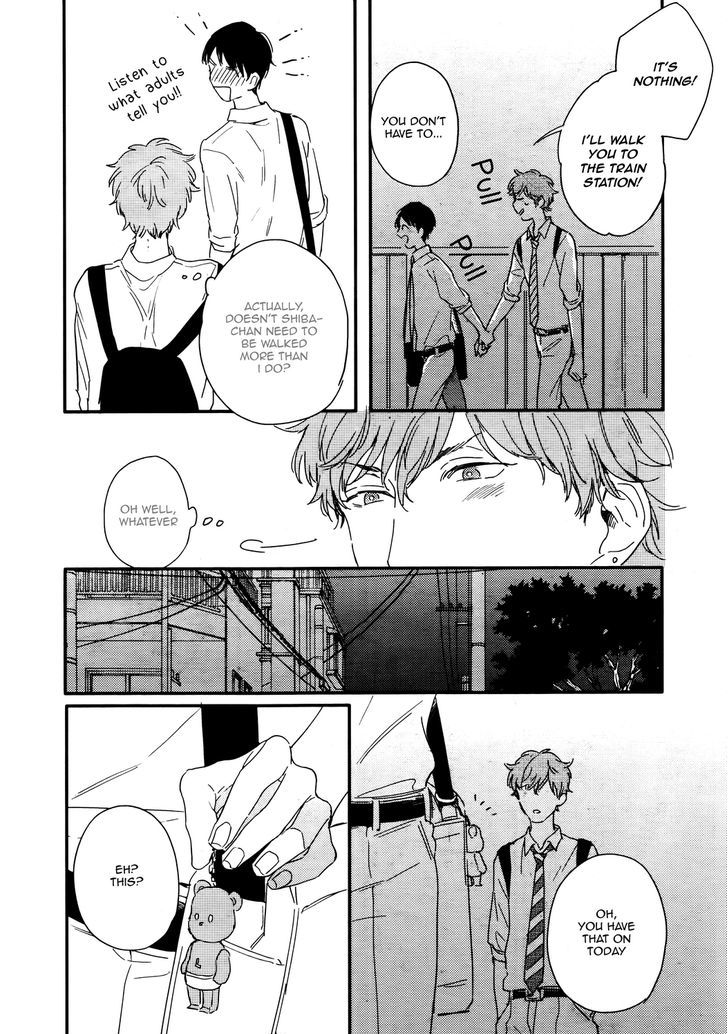 IT'S
NOTHING!
I'LL WALK
YOU TO
THE TRAIN
STATION!
YOU DON'T
HAVE TO...
Pull
Pull
Listen to
what adults
tell you!!
ACTUALLY,
DOESN'T SHIBA-
CHAN NEED TO
BE WALKED
MORE THAN
I DO?
OH WELL,
WHATEVER
OH,
YOU HAVE
THAT ON
TODAY
EH?
THIS?
L